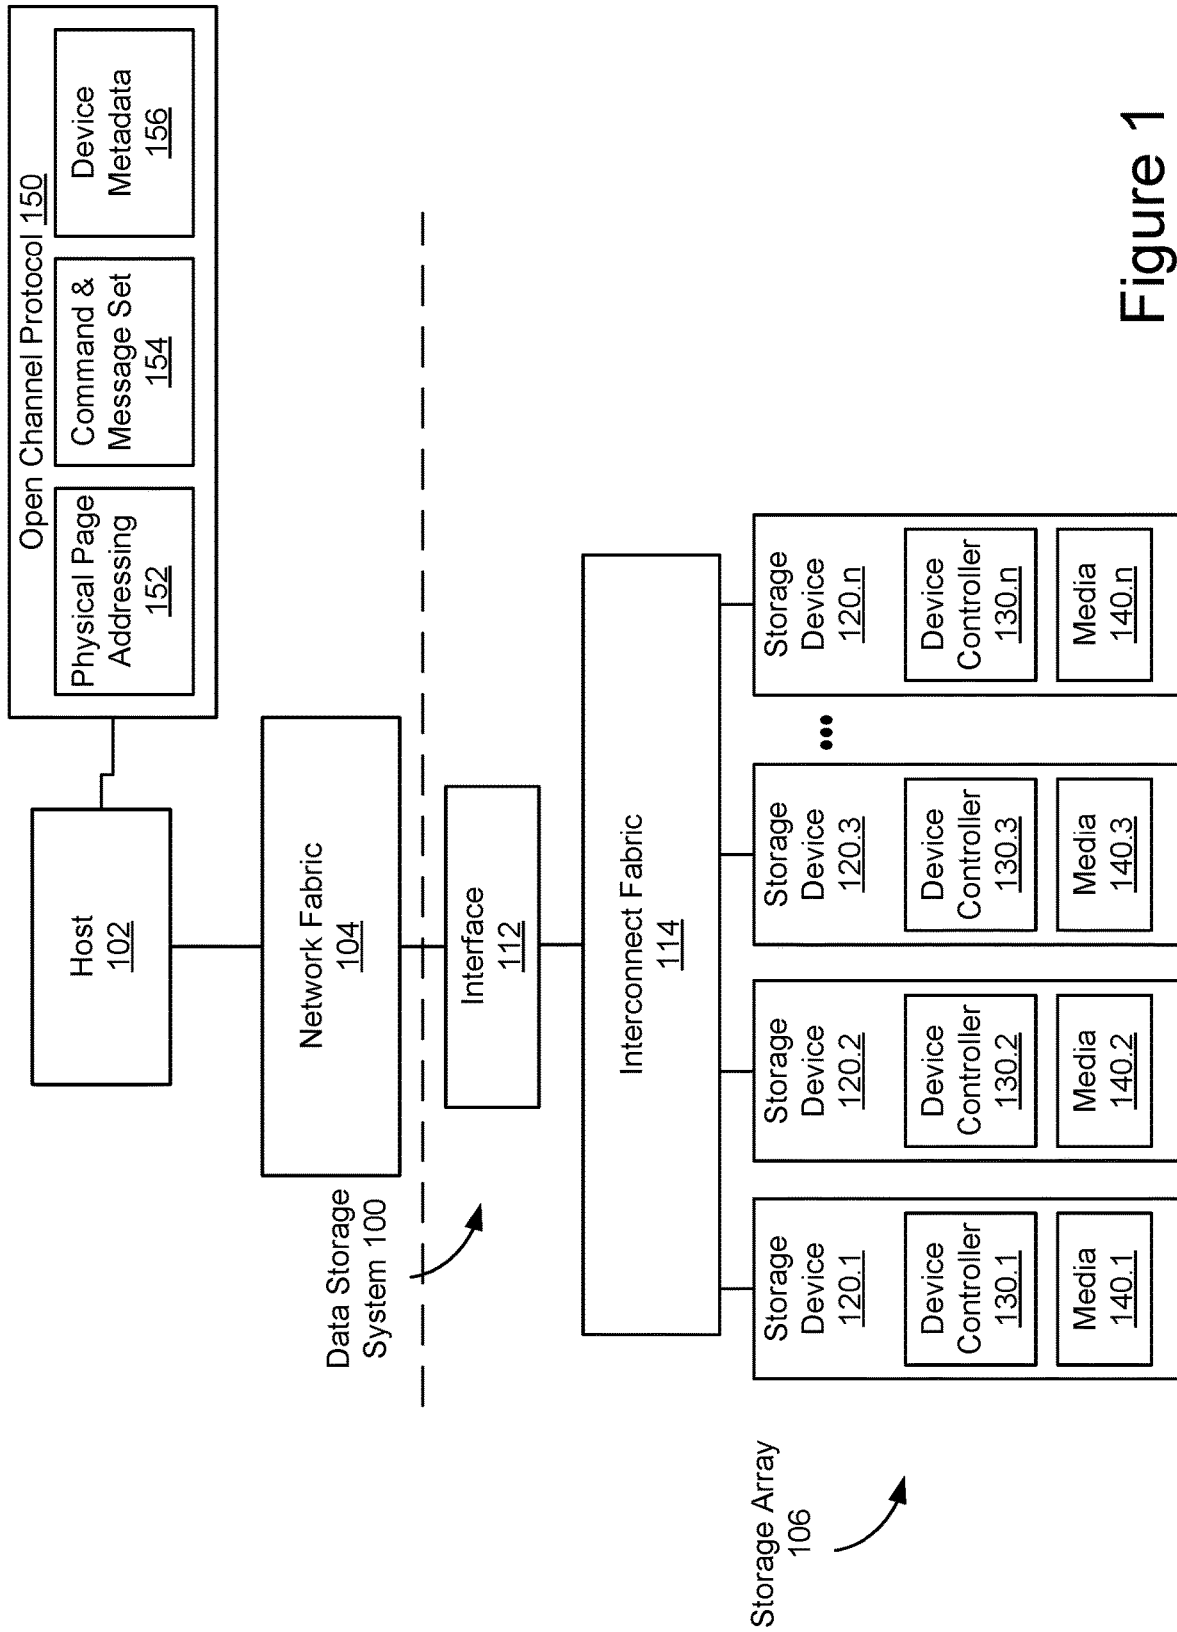 Open Channel Protocol 150
Physical Page
Addressing
152
Command &
Message Set
154
Device
Metadata
156
Host
102
Network Fabric
104
Data Storage
System 100
Interface
112
Interconnect Fabric
114
Storage Array
106
Storage
Device
120.1
Device
Controller
130.1
Media
140.1
Storage
Device
120.2
Device
Controller
130.2
Media
140.2
Storage
Device
120.3
Device
Controller
130.3
Media
140.3
...
Storage
Device
120.n
Device
Controller
130.n
Media
140.n
Figure 1